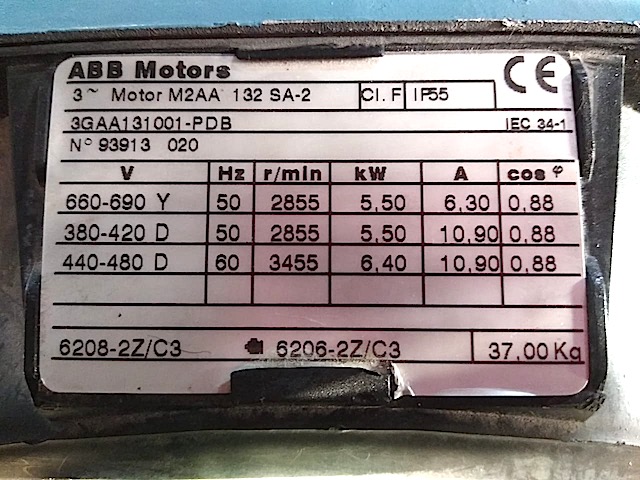 ABB Motors
CE
3~ Motor M2AA 132 SA-2 Cl. F IP55
3GAA131001-PDB IEC 34-1
N° 93913 020
V Hz r/min kW A cos φ
660-690 Y 50 2855 5,50 6,30 0,88
380-420 D 50 2855 5,50 10,90 0,88
440-480 D 60 3455 6,40 10,90 0,88
6208-2Z/C3 6206-2Z/C3 37,00 Kg